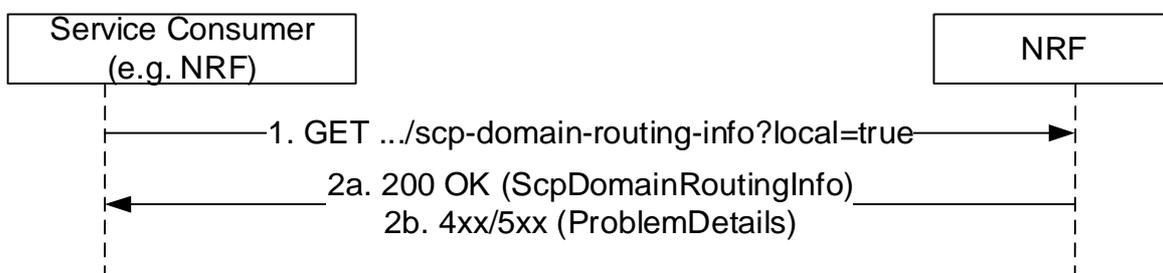 Service Consumer
(e.g. NRF)
NRF
1. GET .../scp-domain-routing-info?local=true
2a. 200 OK (ScpDomainRoutingInfo)
2b. 4xx/5xx (ProblemDetails)